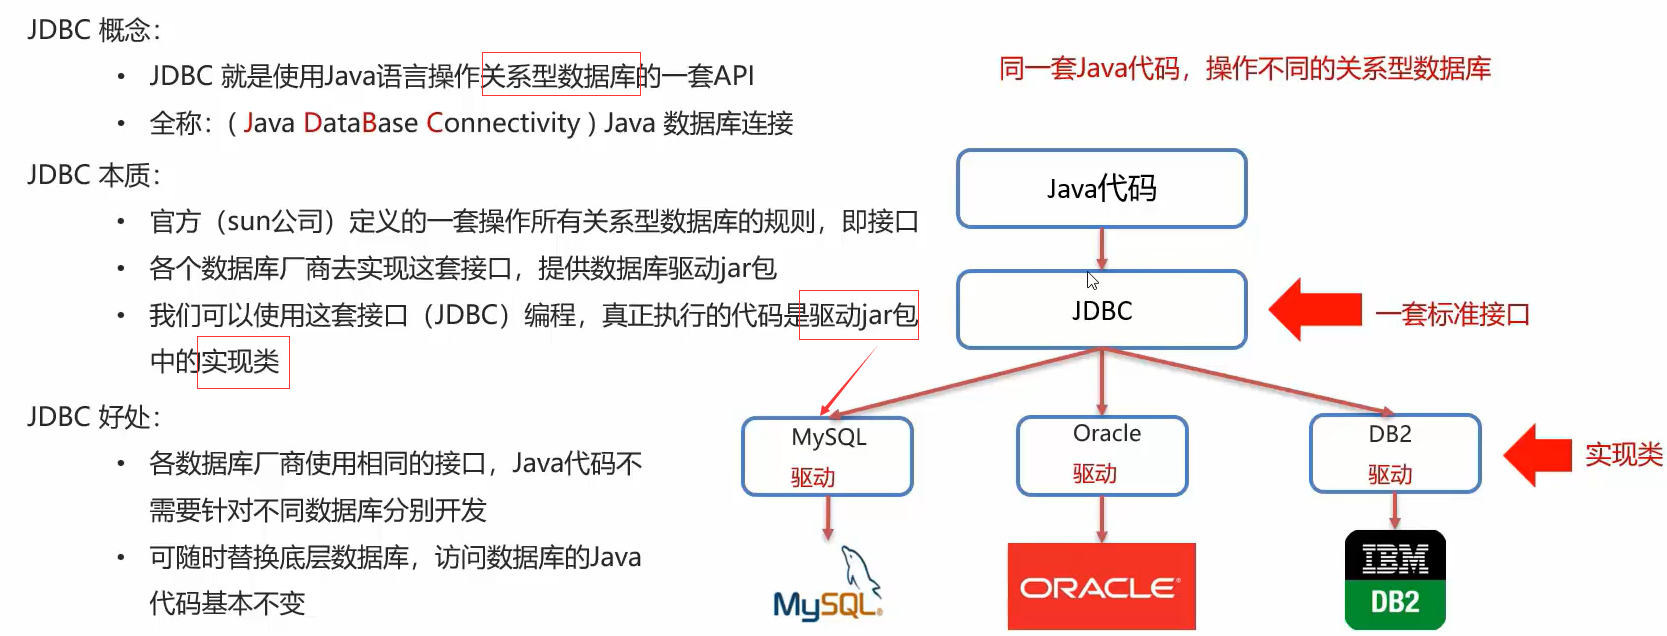 JDBC 概念：
• JDBC 就是使用Java语言操作关系型数据库的一套API
• 全称：( Java DataBase Connectivity ) Java 数据库连接
JDBC 本质：
• 官方（sun公司）定义的一套操作所有关系型数据库的规则，即接口
• 各个数据库厂商去实现这套接口，提供数据库驱动jar包
• 我们可以使用这套接口（JDBC）编程，真正执行的代码是驱动jar包
中的实现类
JDBC 好处：
• 各数据库厂商使用相同的接口，Java代码不
需要针对不同数据库分别开发
• 可随时替换底层数据库，访问数据库的Java
代码基本不变
同一套Java代码，操作不同的关系型数据库
Java代码
JDBC
一套标准接口
MySQL
驱动
Oracle
驱动
DB2
驱动
实现类
MySQL®
ORACLE®
IBM
DB2